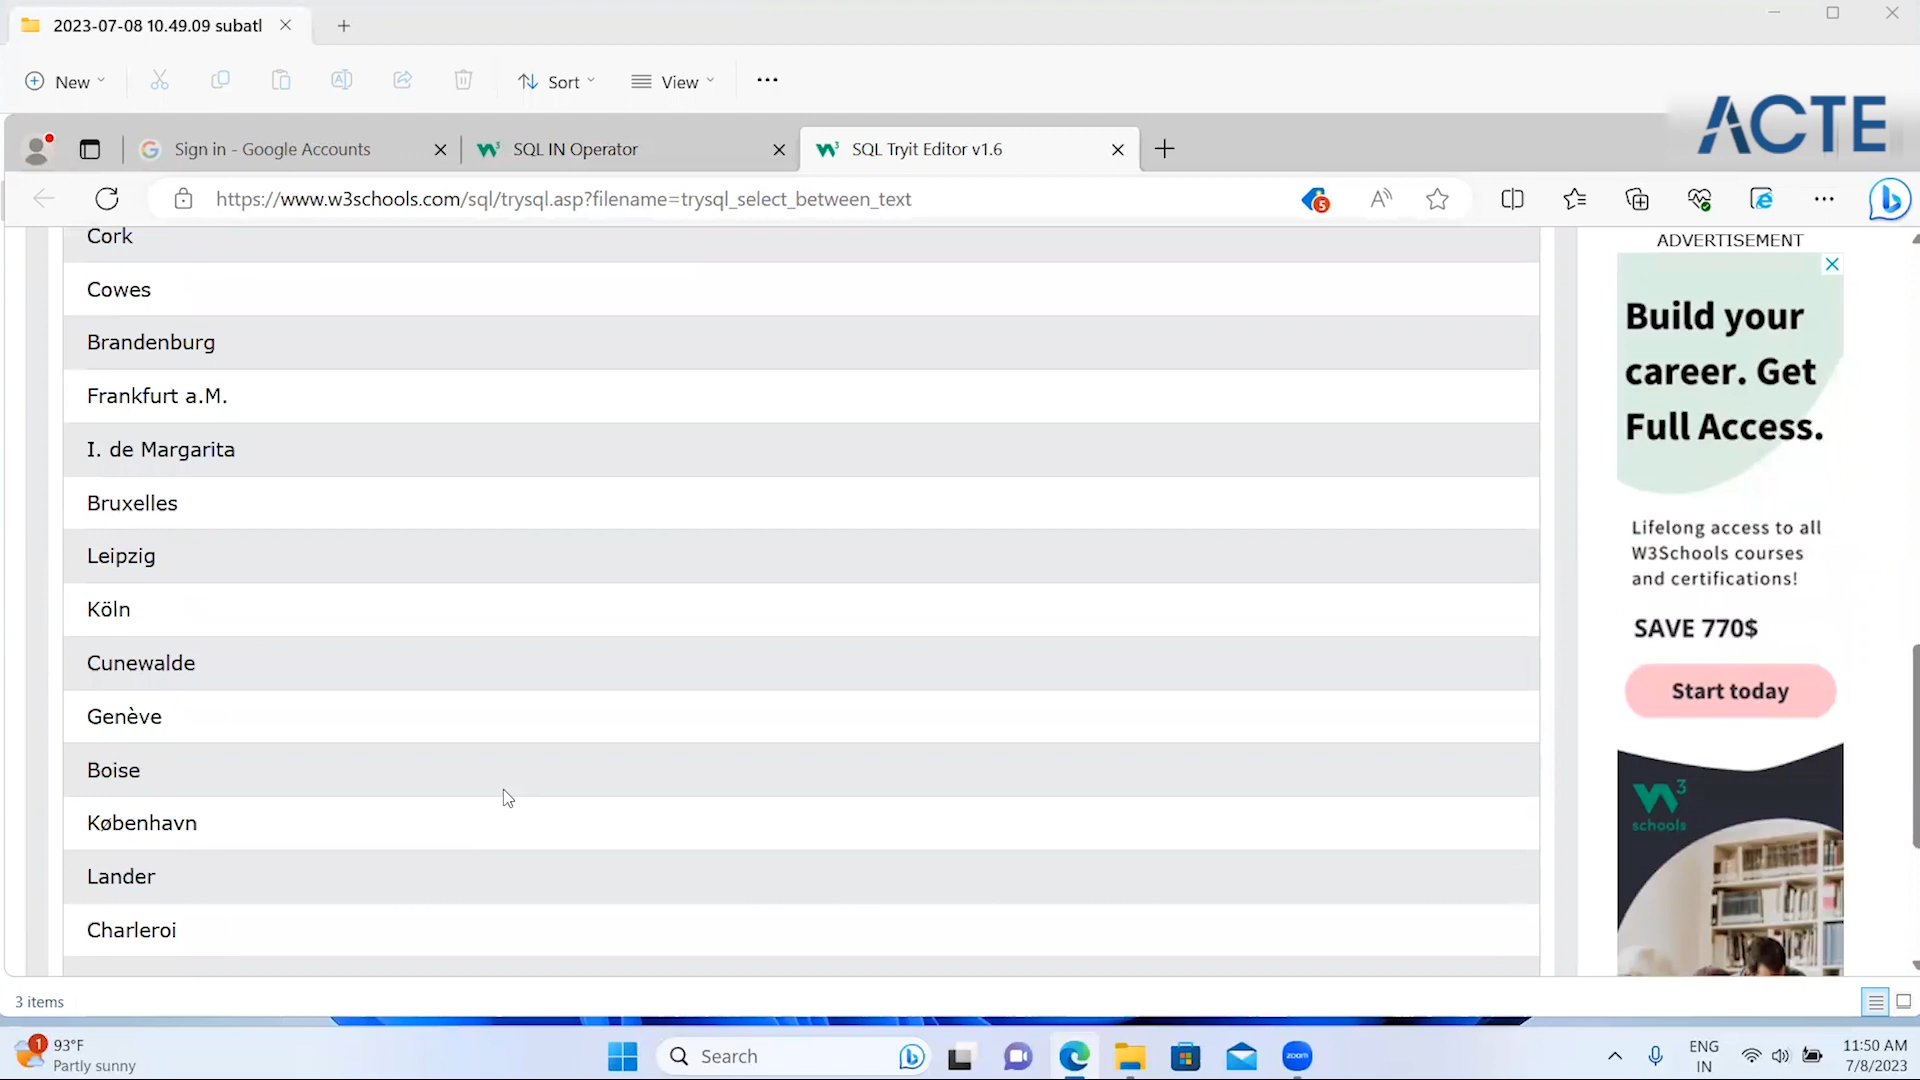 2023-07-08 10.49.09 subatl
New
Sort
View
ACTE
Sign in - Google Accounts
SQL IN Operator
SQL Tryit Editor v1.6
https://www.w3schools.com/sql/trysql.asp?filename=trysql_select_between_text
5
Cork
Cowes
Brandenburg
Frankfurt a.M.
I. de Margarita
Bruxelles
Leipzig
Köln
Cunewalde
Genève
Boise
København
Lander
Charleroi
ADVERTISEMENT
Build your
career. Get
Full Access.
Lifelong access to all
W3Schools courses
and certifications!
SAVE 770$
Start today
3
schools
3 items
1
93°F
Partly sunny
Search
zoom
ENG
IN
11:50 AM
7/8/2023